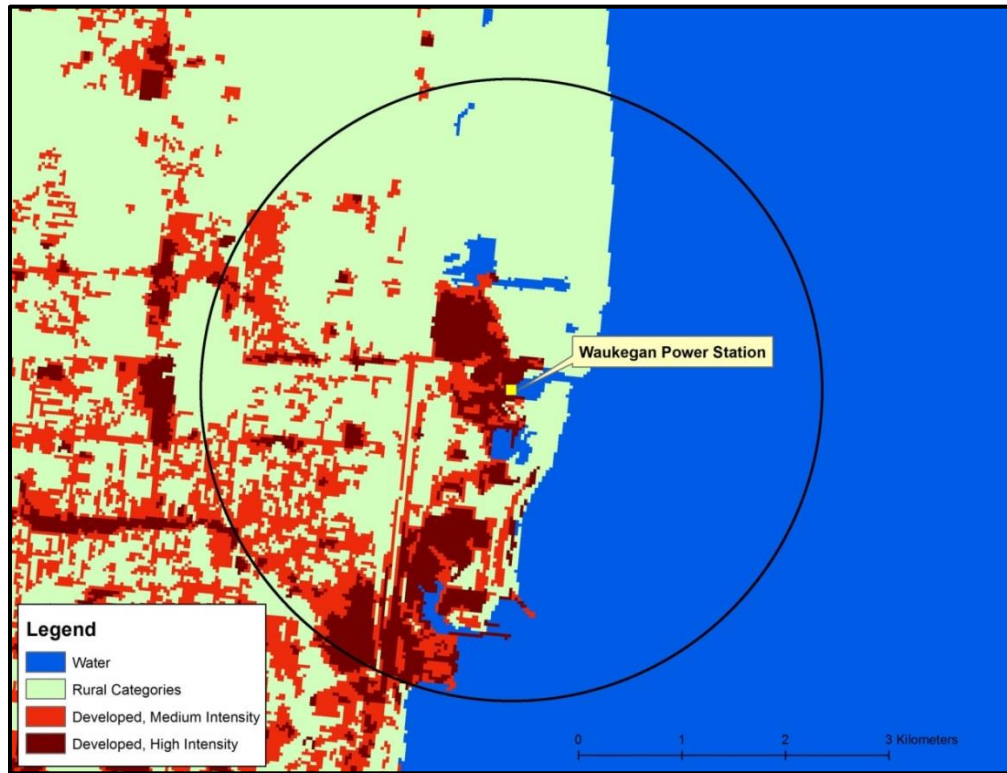 Waukegan Power Station
Legend
Water
Rural Categories
Developed, Medium Intensity
Developed, High Intensity
0 1 2 3 Kilometers